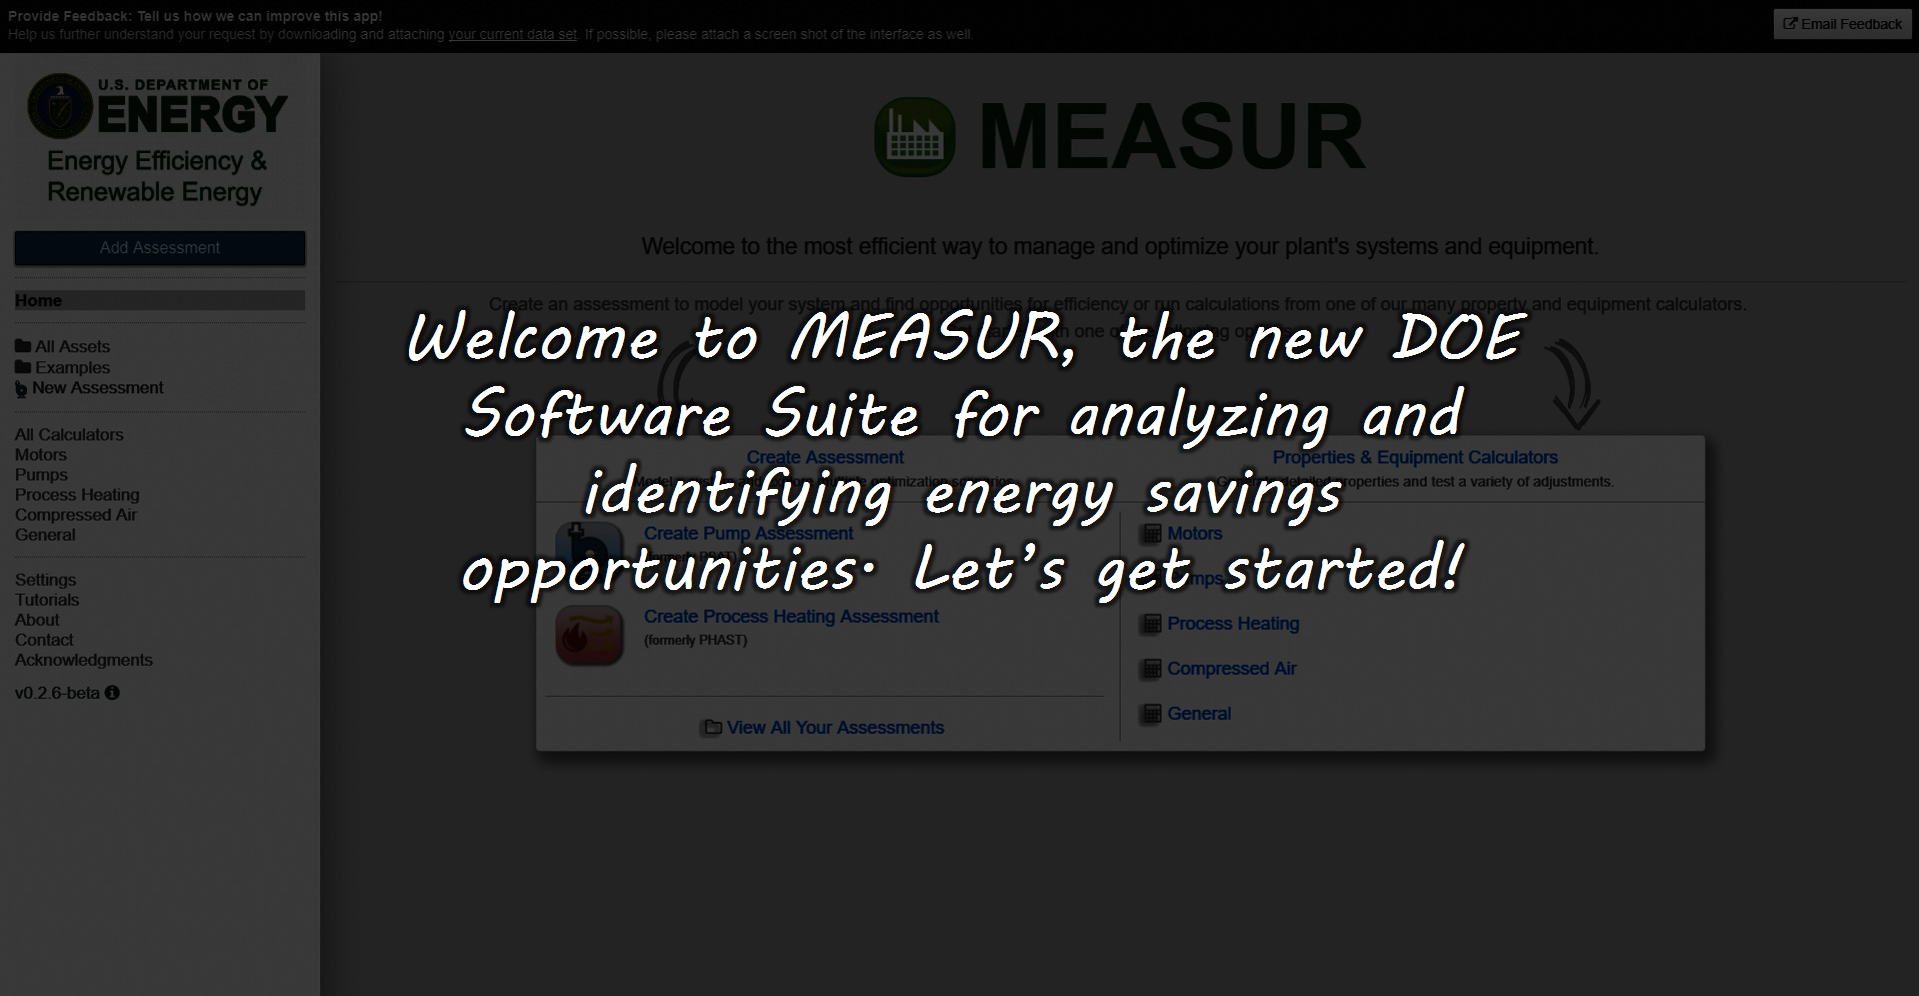 Provide Feedback: Tell us how we can improve this app!
Help us further understand your request by downloading and attaching your current data set. If possible, please attach a screen shot of the interface as well.
Email Feedback
U.S. DEPARTMENT OF
ENERGY
Energy Efficiency &
Renewable Energy
Add Assessment
Home
All Assets
Examples
New Assessment
All Calculators
Motors
Pumps
Process Heating
Compressed Air
General
Settings
Tutorials
About
Contact
Acknowledgments
v0.2.6-beta
MEASUR
Welcome to the most efficient way to manage and optimize your plant's systems and equipment.
Create an assessment to model your system and find opportunities for efficiency or run calculations from one of our many property and equipment calculators.
Welcome to MEASUR, the new DOE
Software Suite for analyzing and
identifying energy savings
opportunities. Let's get started!
Create Assessment
optimization
Create Pump Assessment
(formerly PSAT)
Create Process Heating Assessment
(formerly PHAST)
View All Your Assessments
Properties & Equipment Calculators
detailed properties and test a variety of adjustments.
Motors
Process Heating
Compressed Air
General